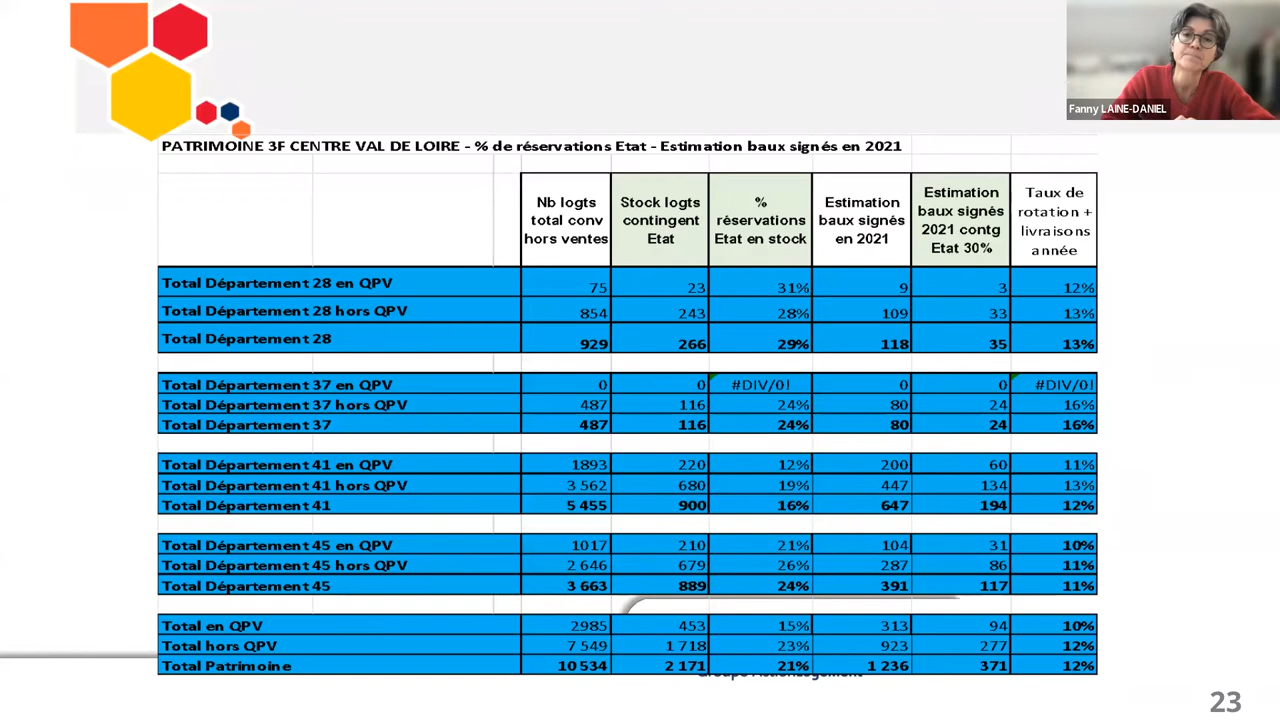 Fanny LAINE-DANIEL
PATRIMOINE 3F CENTRE VAL DE LOIRE - % de réservations Etat - Estimation baux signés en 2021
Nb logts total conv hors ventes Stock logts contingent Etat % réservations Etat en stock Estimation baux signés en 2021 Estimation baux signés 2021 contg Etat 30% Taux de rotation + livraisons année
Total Département 28 en QPV 75 23 31% 9 3 12%
Total Département 28 hors QPV 854 243 28% 109 33 13%
Total Département 28 929 266 29% 118 35 13%
Total Département 37 en QPV 0 0 #DIV/0! 0 0 #DIV/0!
Total Département 37 hors QPV 487 116 24% 80 24 16%
Total Département 37 487 116 24% 80 24 16%
Total Département 41 en QPV 1893 220 12% 200 60 11%
Total Département 41 hors QPV 3 562 680 19% 447 134 13%
Total Département 41 5 455 900 16% 647 194 12%
Total Département 45 en QPV 1017 210 21% 104 31 10%
Total Département 45 hors QPV 2 646 679 26% 287 86 11%
Total Département 45 3 663 889 24% 391 117 11%
Total en QPV 2985 453 15% 313 94 10%
Total hors QPV 7 549 1 718 23% 923 277 12%
Total Patrimoine 10 534 2 171 21% 1 236 371 12%
Groupe ActionLogement
23